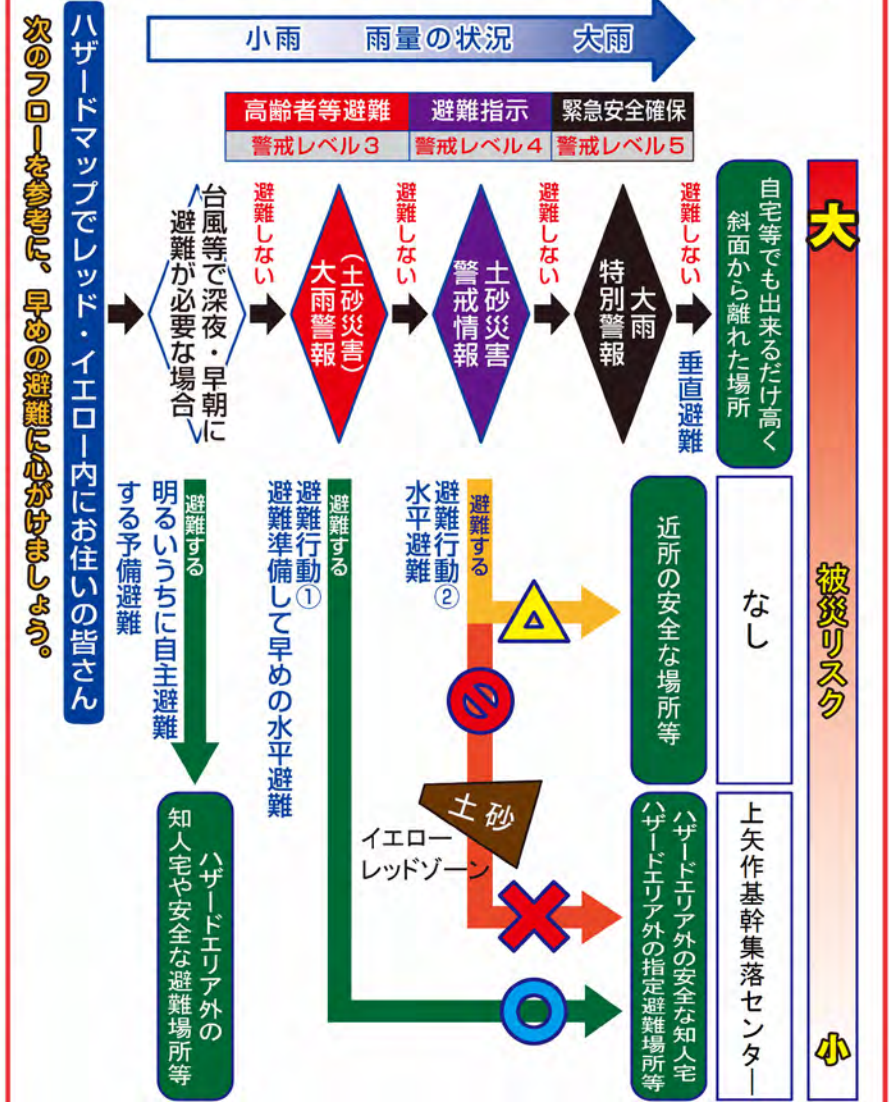 次のフローを参考に、早めの避難に心がけましょう。
ハザードマップでレッド・イエロー内にお住いの皆さん
小雨 雨量の状況 大雨
高齢者等避難 避難指示 緊急安全確保
警戒レベル3 警戒レベル4 警戒レベル5
台風等で深夜・早朝に
避難が必要な場合
避難しない
(土砂災害)
大雨警報
避難しない
土砂災害
警戒情報
避難しない
大雨
特別警報
避難しない
垂直避難
自宅等でも出来るだけ高く
斜面から離れた場所
大
被災リスク
小
避難する
明るいうちに自主避難
する予備避難
ハザードエリア外の
知人宅や安全な避難場所等
避難する
避難行動①
避難準備して早めの水平避難
避難する
避難行動②
水平避難
土砂
イエロー
レッドゾーン
近所の安全な場所等
なし
ハザードエリア外の安全な知人宅
ハザードエリア外の指定避難場所等
上矢作基幹集落センター